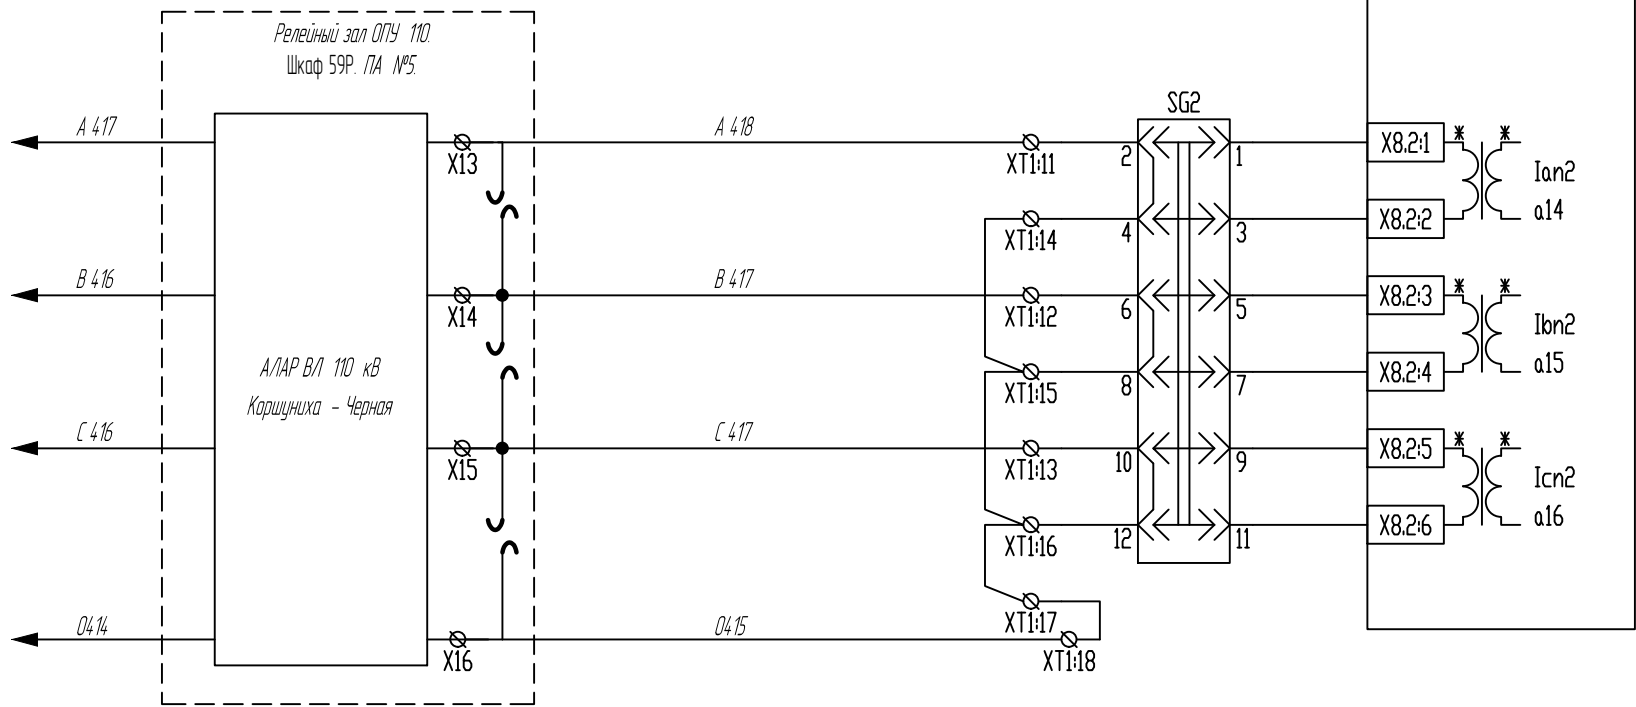 Релейный зал ОПУ 110.
Шкаф 59Р. ПА №5.
SG2
А 417
А 418
X13
XT1:11
2
1
X8.2:1
Ian2
a14
XT1:14
4
3
X8.2:2
В 416
В 417
X14
XT1:12
6
5
X8.2:3
Ibn2
a15
АЛАР ВЛ 110 кВ
Коршуниха - Черная
XT1:15
8
7
X8.2:4
С 416
С 417
X15
XT1:13
10
9
X8.2:5
Icn2
a16
XT1:16
12
11
X8.2:6
0414
0415
X16
XT1:17
XT1:18